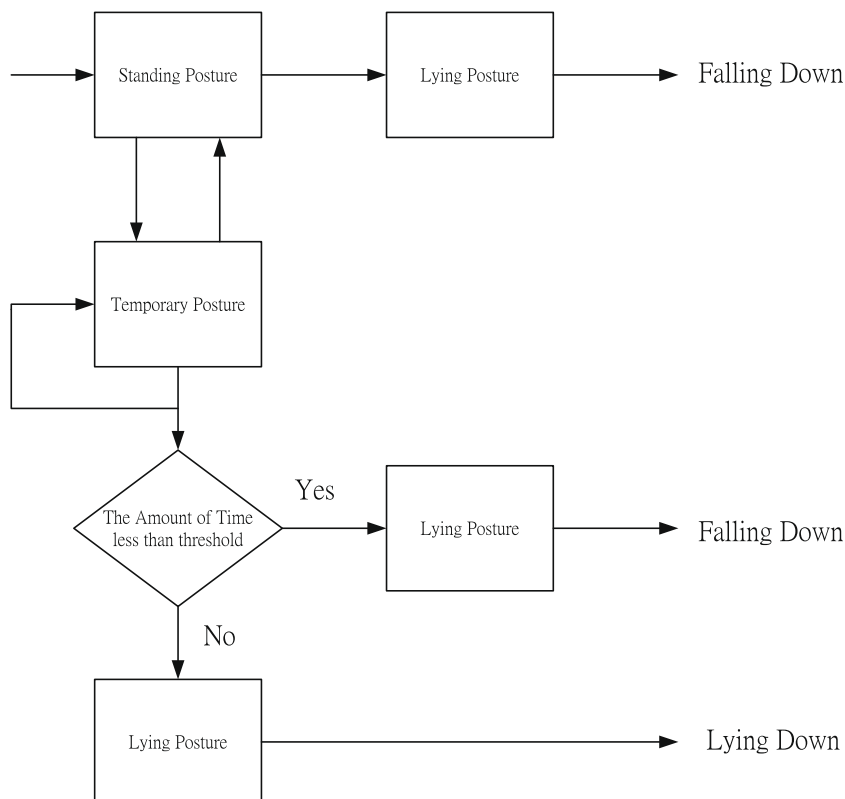 Standing Posture
Lying Posture
Falling Down
Temporary Posture
The Amount of Time
less than threshold
Yes
Lying Posture
Falling Down
No
Lying Posture
Lying Down